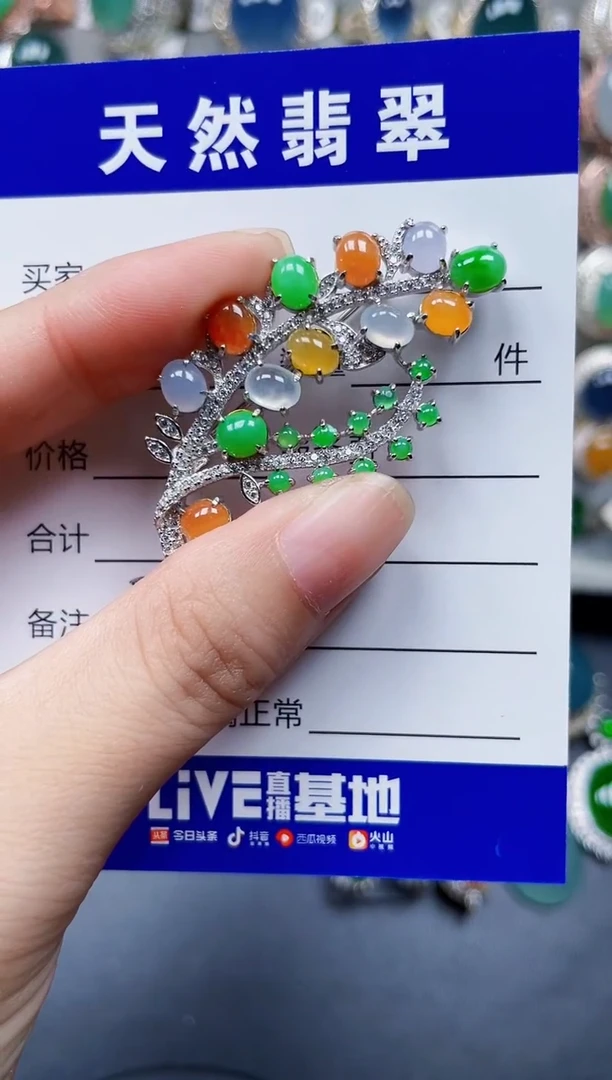 天然翡翠
买家
件
价格
合计
备注
正常
LiVE直播基地
今日头条 抖音 西瓜视频 火山